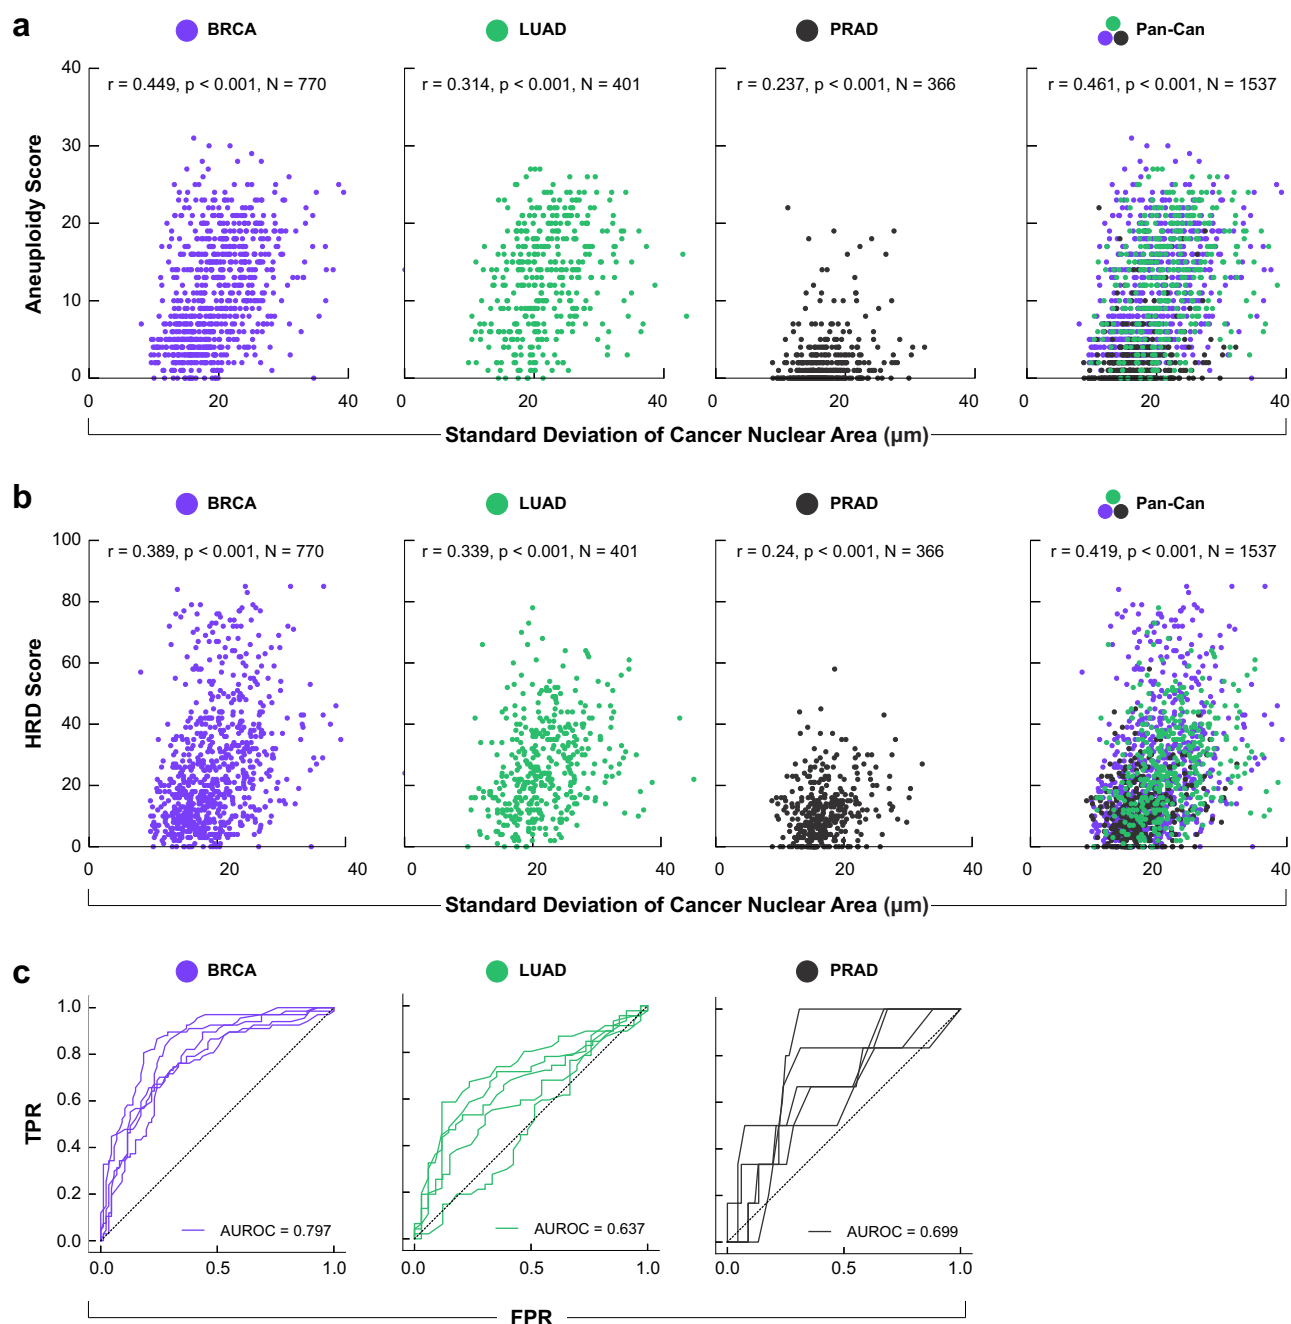 a
BRCA
LUAD
PRAD
Pan-Can
r = 0.449, p < 0.001, N = 770
r = 0.314, p < 0.001, N = 401
r = 0.237, p < 0.001, N = 366
r = 0.461, p < 0.001, N = 1537
Aneuploidy Score
40
30
20
10
0
0 20 40
0 20 40
0 20 40
0 20 40
Standard Deviation of Cancer Nuclear Area (μm)
b
BRCA
LUAD
PRAD
Pan-Can
r = 0.389, p < 0.001, N = 770
r = 0.339, p < 0.001, N = 401
r = 0.24, p < 0.001, N = 366
r = 0.419, p < 0.001, N = 1537
HRD Score
100
80
60
40
20
0
0 20 40
0 20 40
0 20 40
0 20 40
Standard Deviation of Cancer Nuclear Area (μm)
c
BRCA
LUAD
PRAD
TPR
1.0
0.8
0.6
0.4
0.2
0.0
AUROC = 0.797
AUROC = 0.637
AUROC = 0.699
0.0 0.5 1.0
0.0 0.5 1.0
0.0 0.5 1.0
FPR